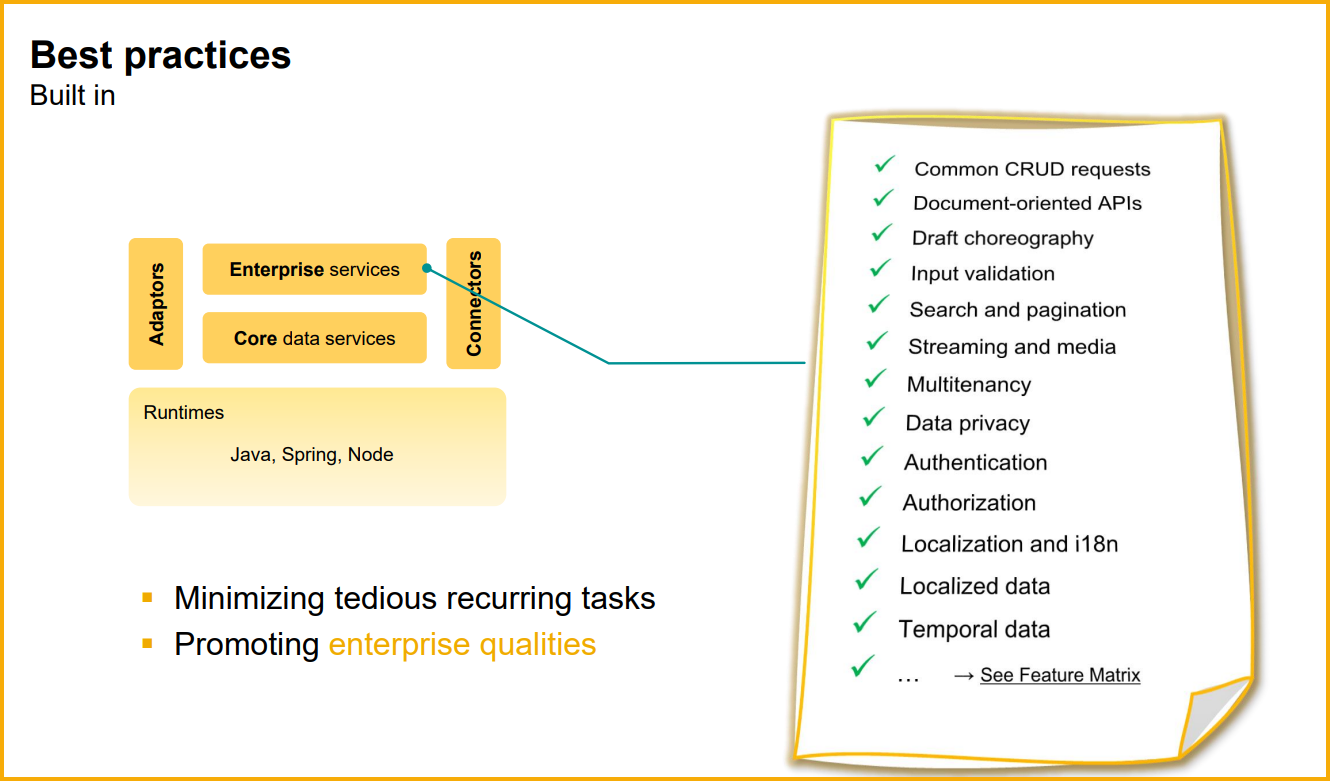 Best practices
Built in
Adaptors
Enterprise services
Core data services
Connectors
Runtimes
Java, Spring, Node
Minimizing tedious recurring tasks
Promoting enterprise qualities
Common CRUD requests
Document-oriented APIs
Draft choreography
Input validation
Search and pagination
Streaming and media
Multitenancy
Data privacy
Authentication
Authorization
Localization and i18n
Localized data
Temporal data
… → See Feature Matrix